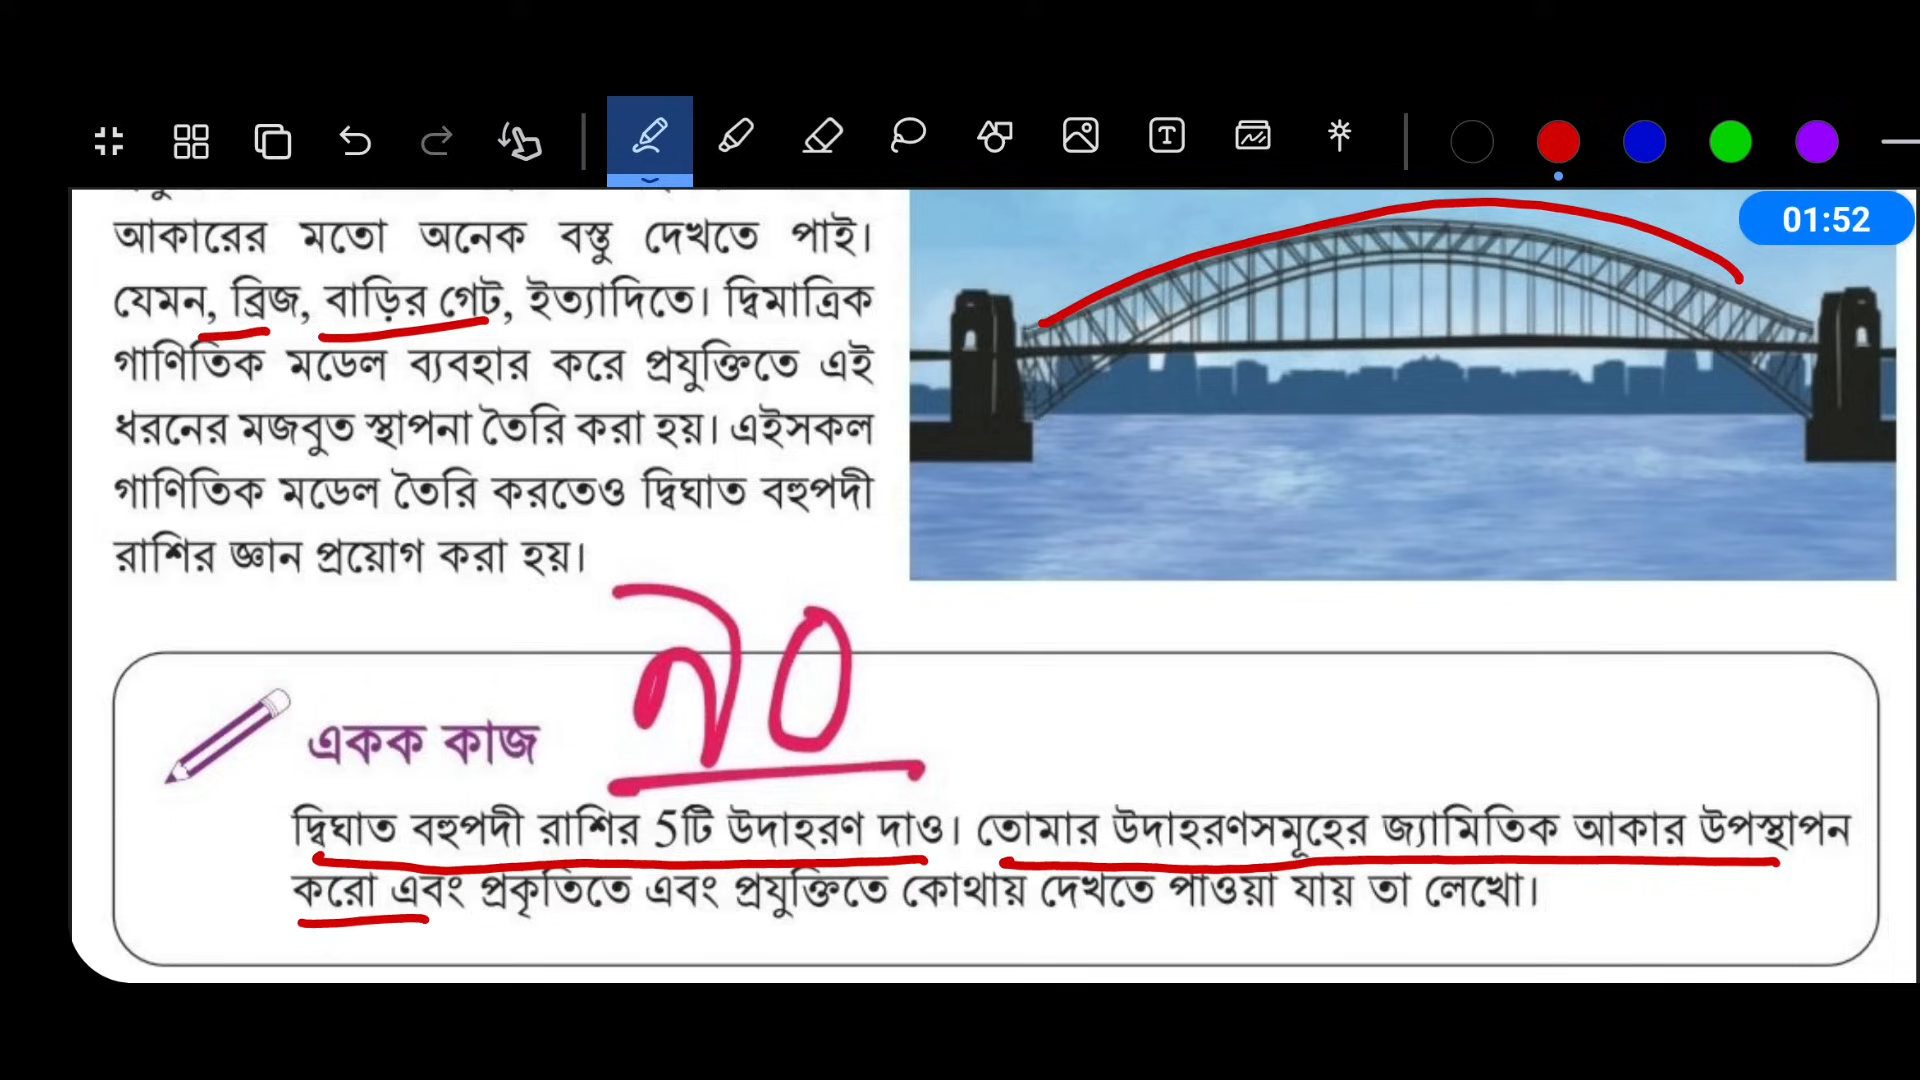 01:52
আকারের মতো অনেক বস্তু দেখতে পাই।
যেমন, ব্রিজ, বাড়ির গেট, ইত্যাদিতে। দ্বিমাত্রিক
গাণিতিক মডেল ব্যবহার করে প্রযুক্তিতে এই
ধরনের মজবুত স্থাপনা তৈরি করা হয়। এইসকল
গাণিতিক মডেল তৈরি করতেও দ্বিঘাত বহুপদী
রাশির জ্ঞান প্রয়োগ করা হয়।
একক কাজ
দ্বিঘাত বহুপদী রাশির 5টি উদাহরণ দাও। তোমার উদাহরণসমূহের জ্যামিতিক আকার উপস্থাপন
করো এবং প্রকৃতিতে এবং প্রযুক্তিতে কোথায় দেখতে পাওয়া যায় তা লেখো।